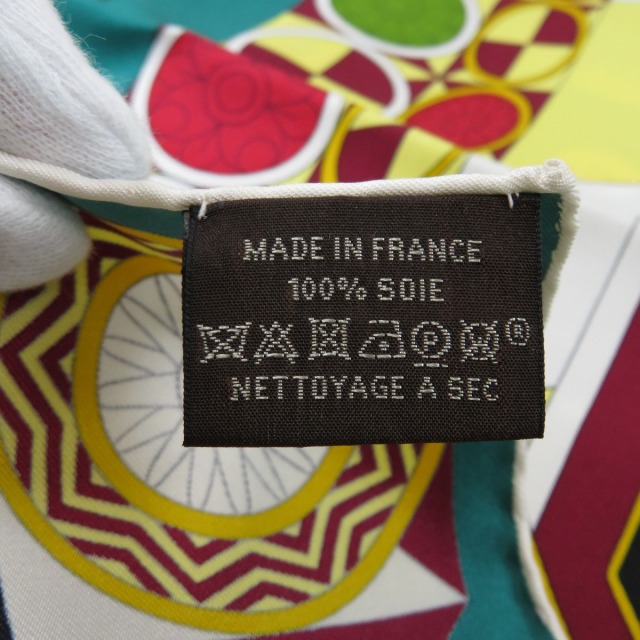 MADE IN FRANCE
100% SOIE
P ®
NETTOYAGE A SEC